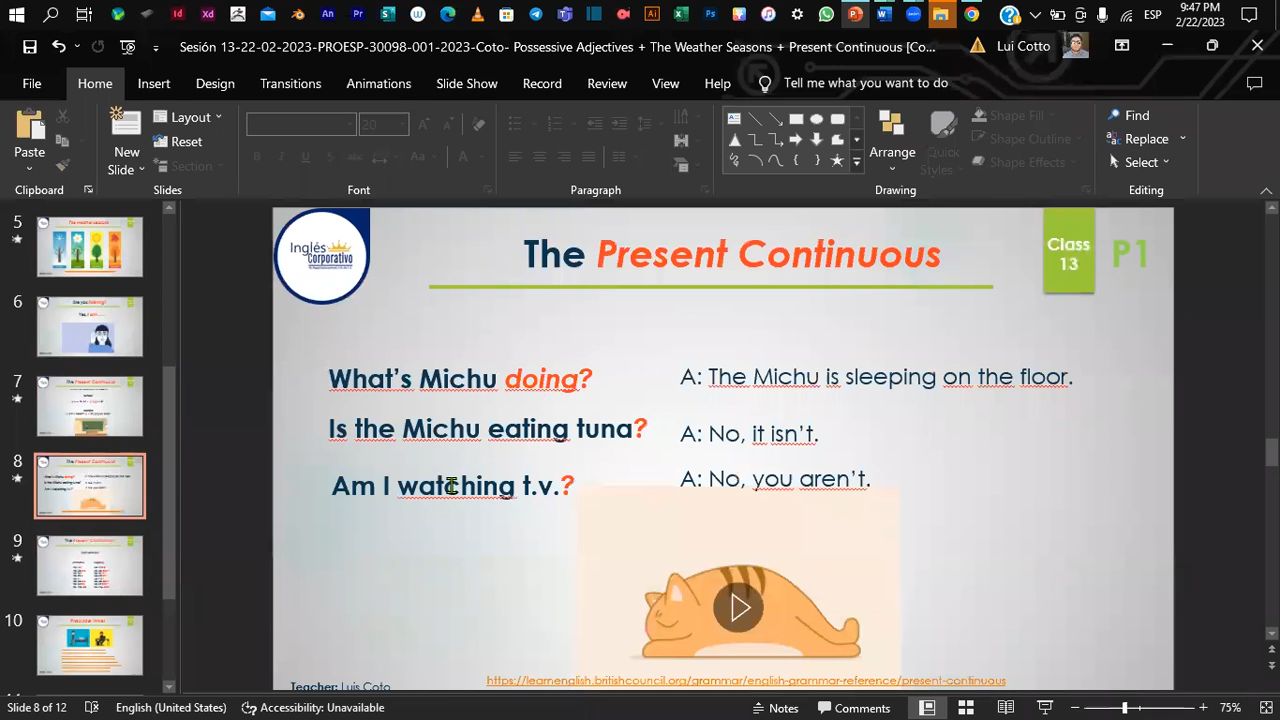 9:47 PM
ESP
2/22/2023
Sesión 13-22-02-2023-PROESP-30098-001-2023-Coto- Possessive Adjectives + The Weather Seasons + Present Continuous [Co...
Lui Cotto
File
Home
Insert
Design
Transitions
Animations
Slide Show
Record
Review
View
Help
Tell me what you want to do
Paste
New
Slide
Layout
Reset
Section
20
Arrange
Quick
Styles
Shape Fill
Shape Outline
Shape Effects
Find
Replace
Select
Clipboard
Slides
Font
Paragraph
Drawing
Editing
5
6
7
8
9
10
Inglés
Corporativo
The Present Continuous
Class
13
P1
What's Michu doing?
A: The Michu is sleeping on the floor.
Is the Michu eating tuna?
A: No, it isn't.
Am I watching t.v.?
A: No, you aren't.
Teacher: Luis Coto
https://learnenglish.britishcouncil.org/grammar/english-grammar-reference/present-continuous
Slide 8 of 12
English (United States)
Accessibility: Unavailable
Notes
Comments
75%